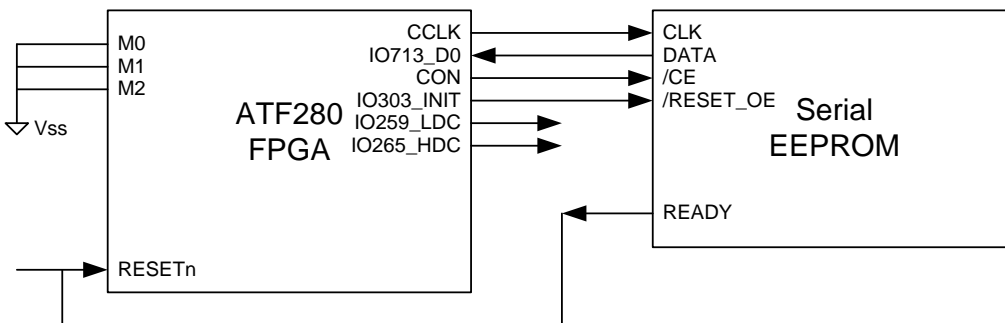 M0
M1
M2
Vss
RESETn
ATF280
FPGA
CCLK
IO713_D0
CON
IO303_INIT
IO259_LDC
IO265_HDC
CLK
DATA
/CE
/RESET_OE
READY
Serial
EEPROM